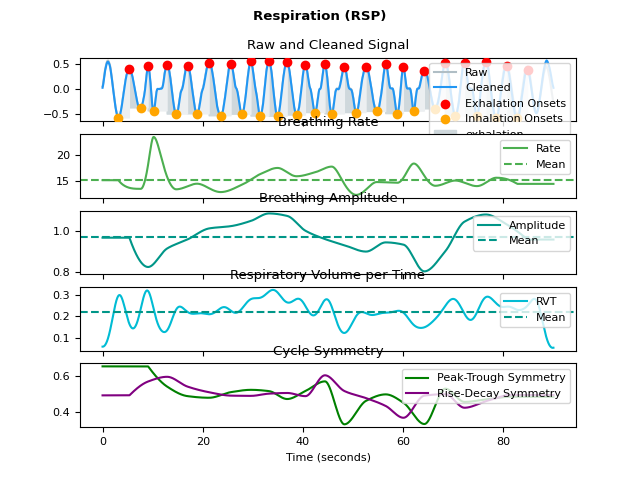 Respiration (RSP)
Raw and Cleaned Signal
0.5
0.0
−0.5
Raw
Cleaned
Exhalation Onsets
Inhalation Onsets
exhalation
Breathing Rate
20
15
Rate
Mean
Breathing Amplitude
1.0
0.8
Amplitude
Mean
Respiratory Volume per Time
0.3
0.2
0.1
RVT
Mean
Cycle Symmetry
0.6
0.4
Peak-Trough Symmetry
Rise-Decay Symmetry
0 20 40 60 80
Time (seconds)